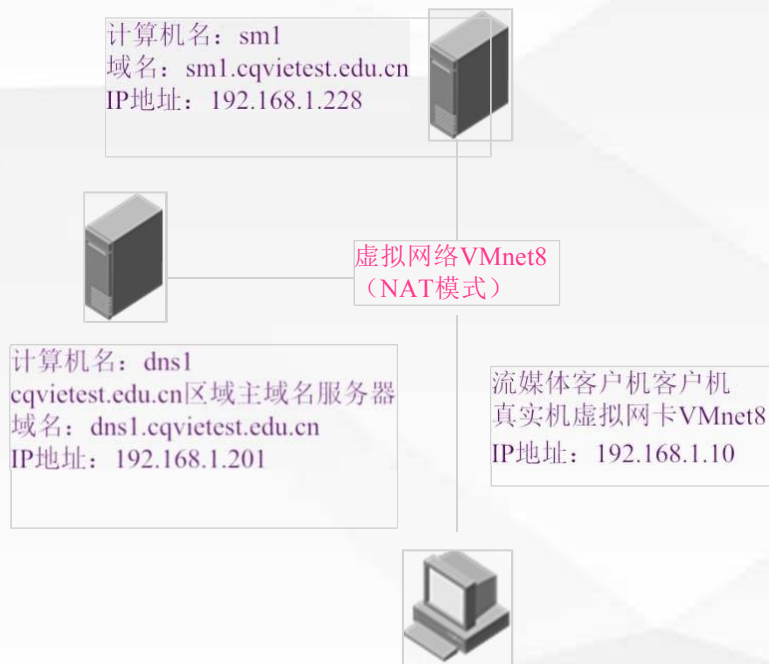 计算机名：sm1
域名：sm1.cqvietest.edu.cn
IP地址：192.168.1.228
虚拟网络VMnet8
（NAT模式）
计算机名：dns1
cqvietest.edu.cn区域主域名服务器
域名：dns1.cqvietest.edu.cn
IP地址：192.168.1.201
流媒体客户机客户机
真实机虚拟网卡VMnet8
IP地址：192.168.1.10